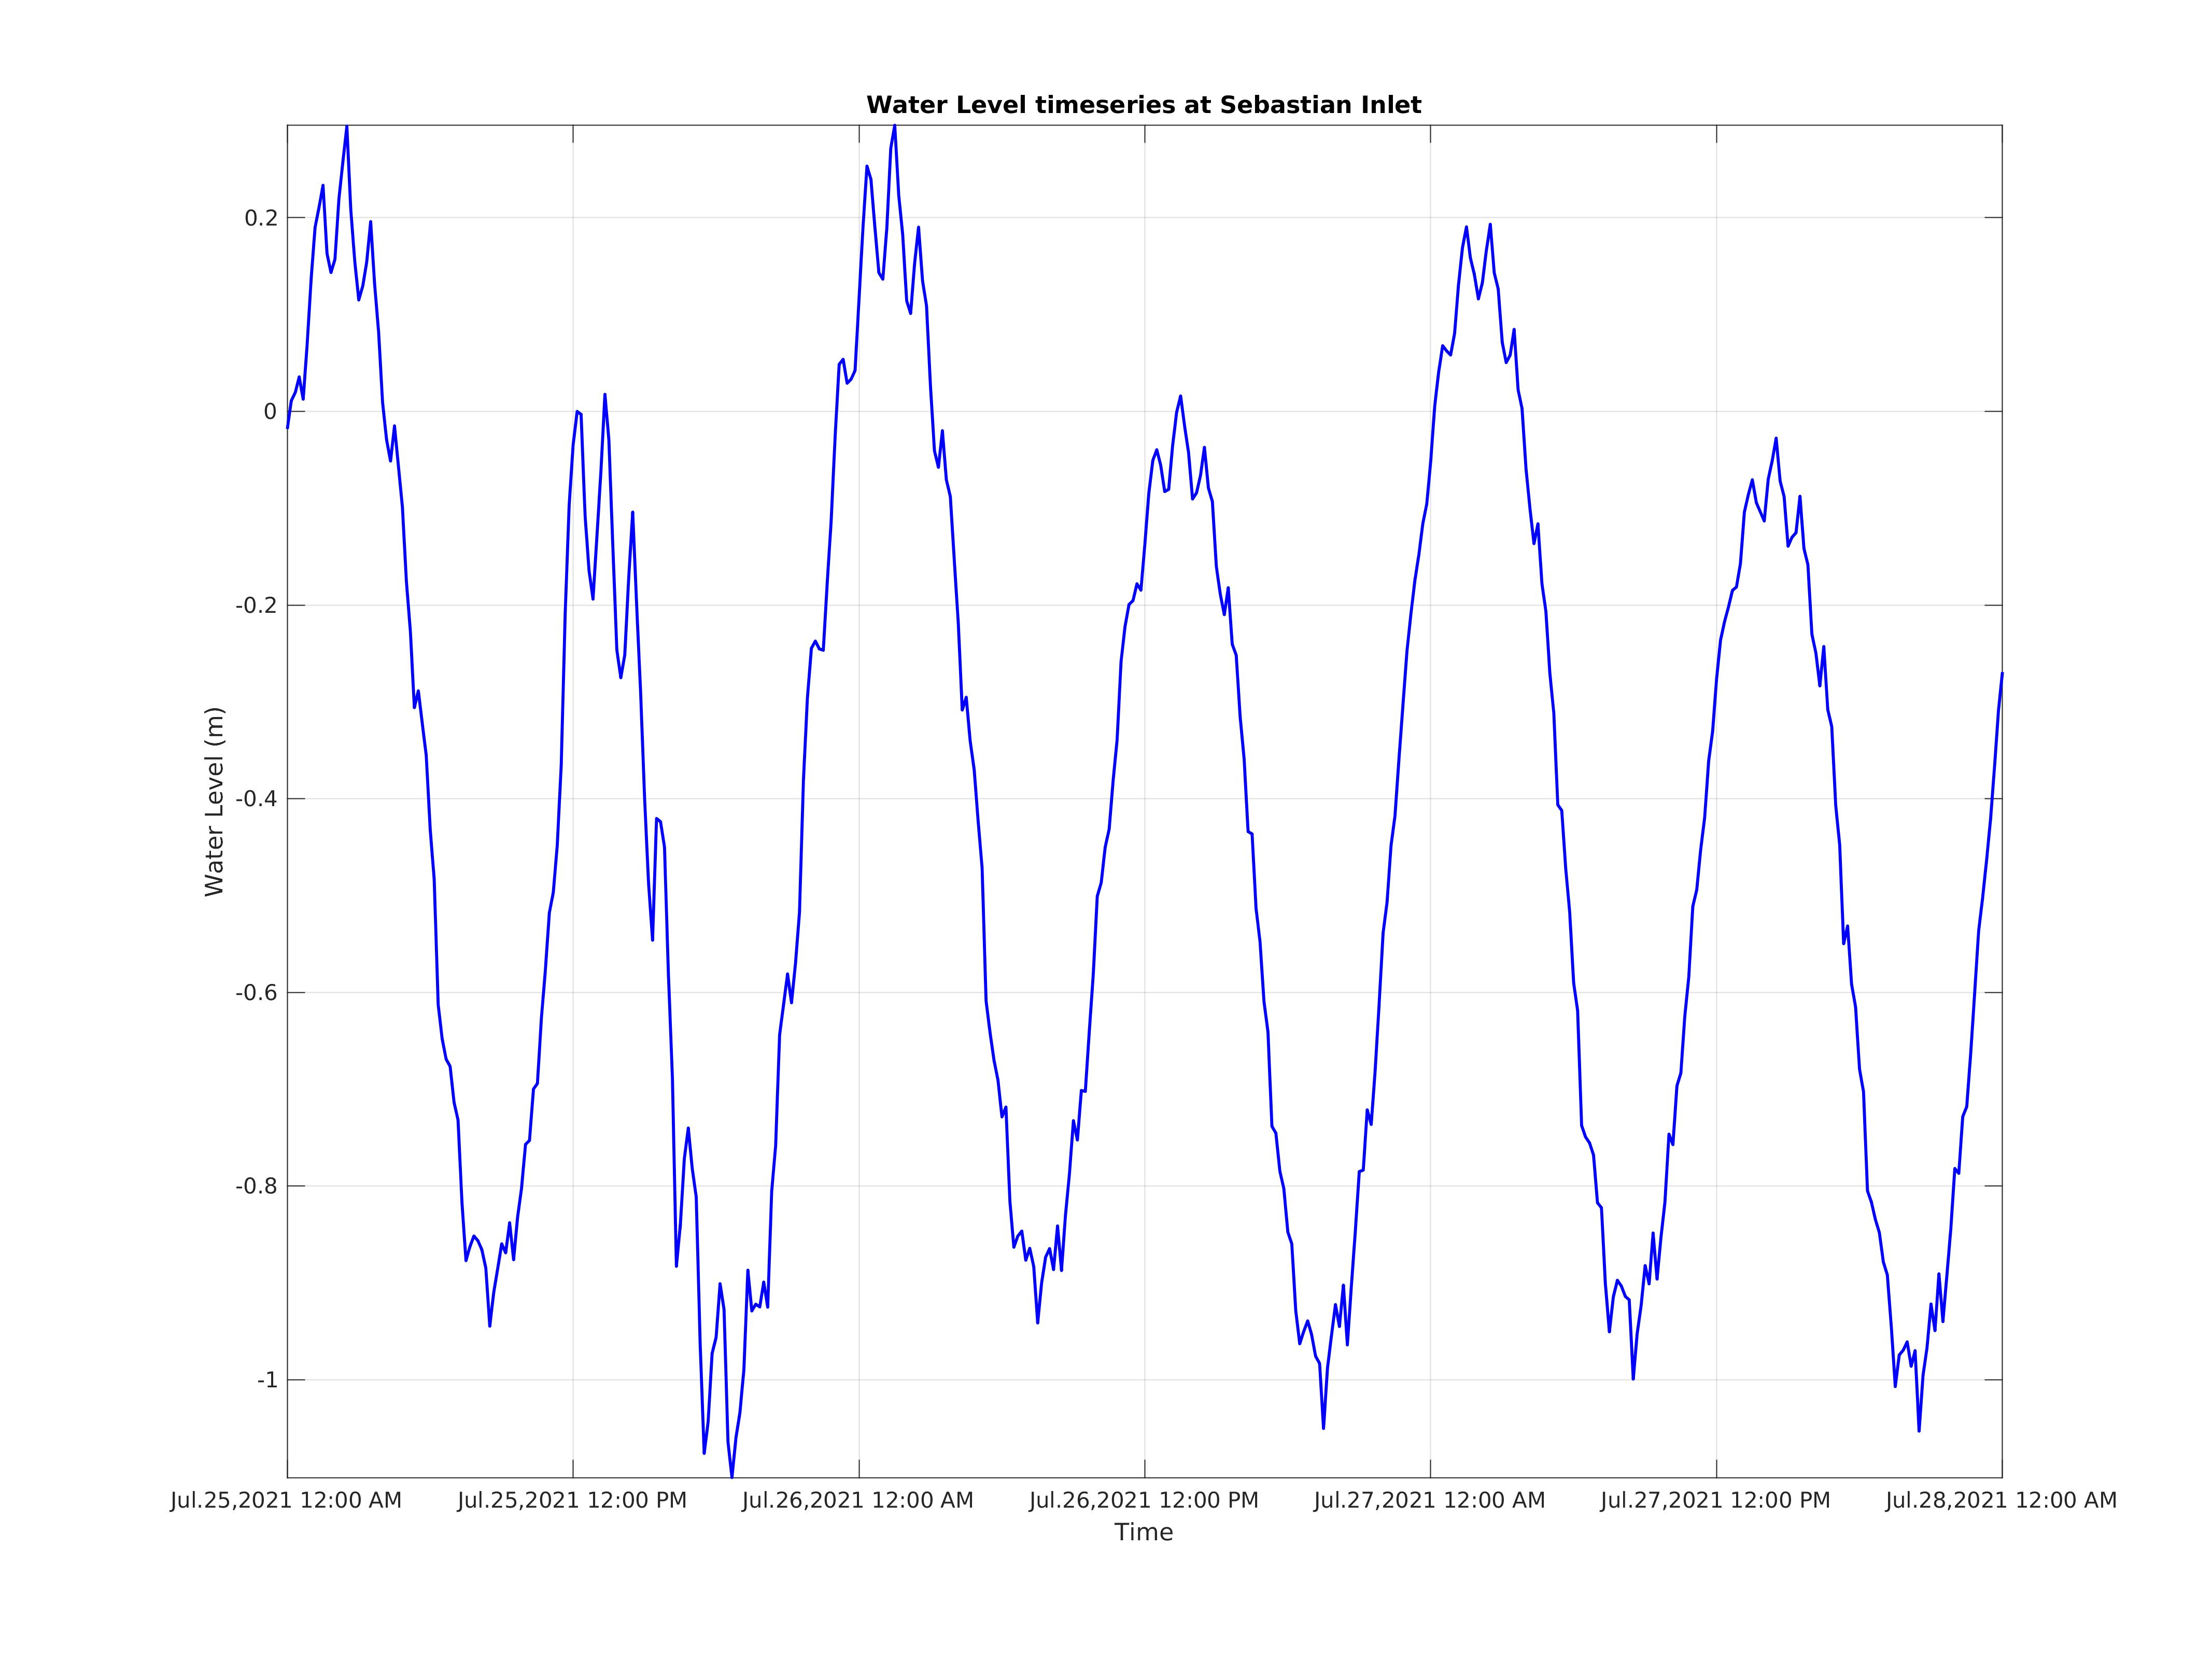 Water Level timeseries at Sebastian Inlet
0.2
0
-0.2
-0.4
-0.6
-0.8
-1
Water Level (m)
Jul.25,2021 12:00 AM
Jul.25,2021 12:00 PM
Jul.26,2021 12:00 AM
Jul.26,2021 12:00 PM
Jul.27,2021 12:00 AM
Jul.27,2021 12:00 PM
Jul.28,2021 12:00 AM
Time